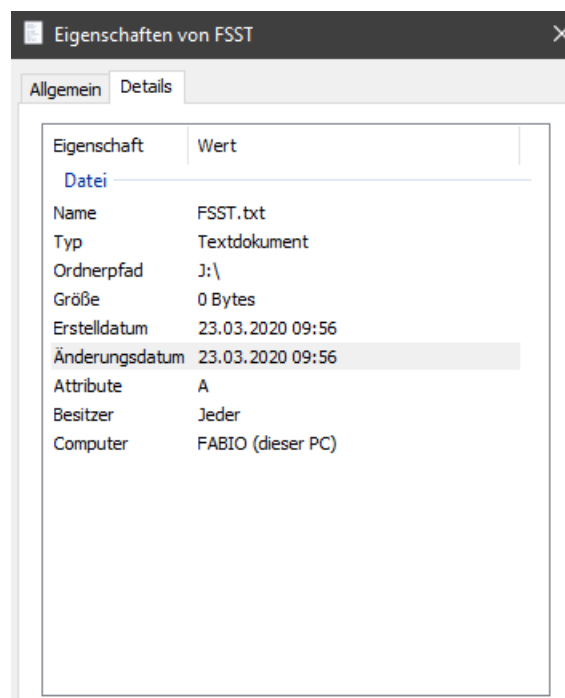 Eigenschaften von FSST
Allgemein Details
Eigenschaft Wert
Datei
Name FSST.txt
Typ Textdokument
Ordnerpfad J:\
Größe 0 Bytes
Erstelldatum 23.03.2020 09:56
Änderungsdatum 23.03.2020 09:56
Attribute A
Besitzer Jeder
Computer FABIO (dieser PC)